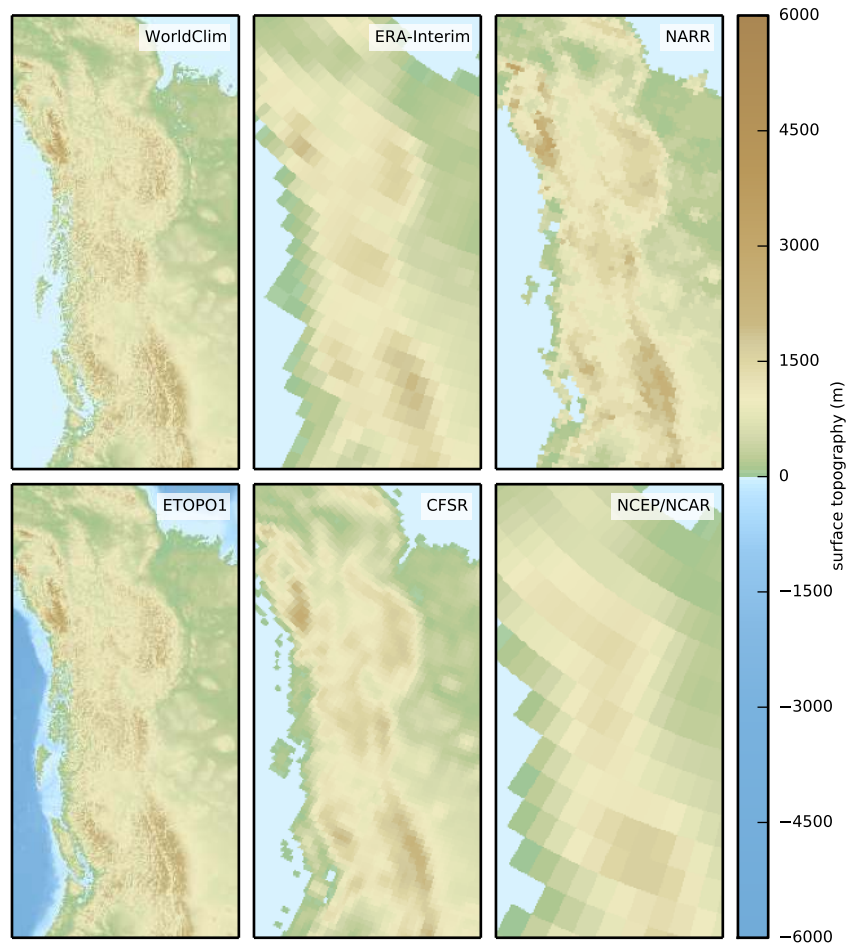 WorldClim
ERA-Interim
NARR
ETOPO1
CFSR
NCEP/NCAR
6000
4500
3000
1500
0
−1500
−3000
−4500
−6000
surface topography (m)